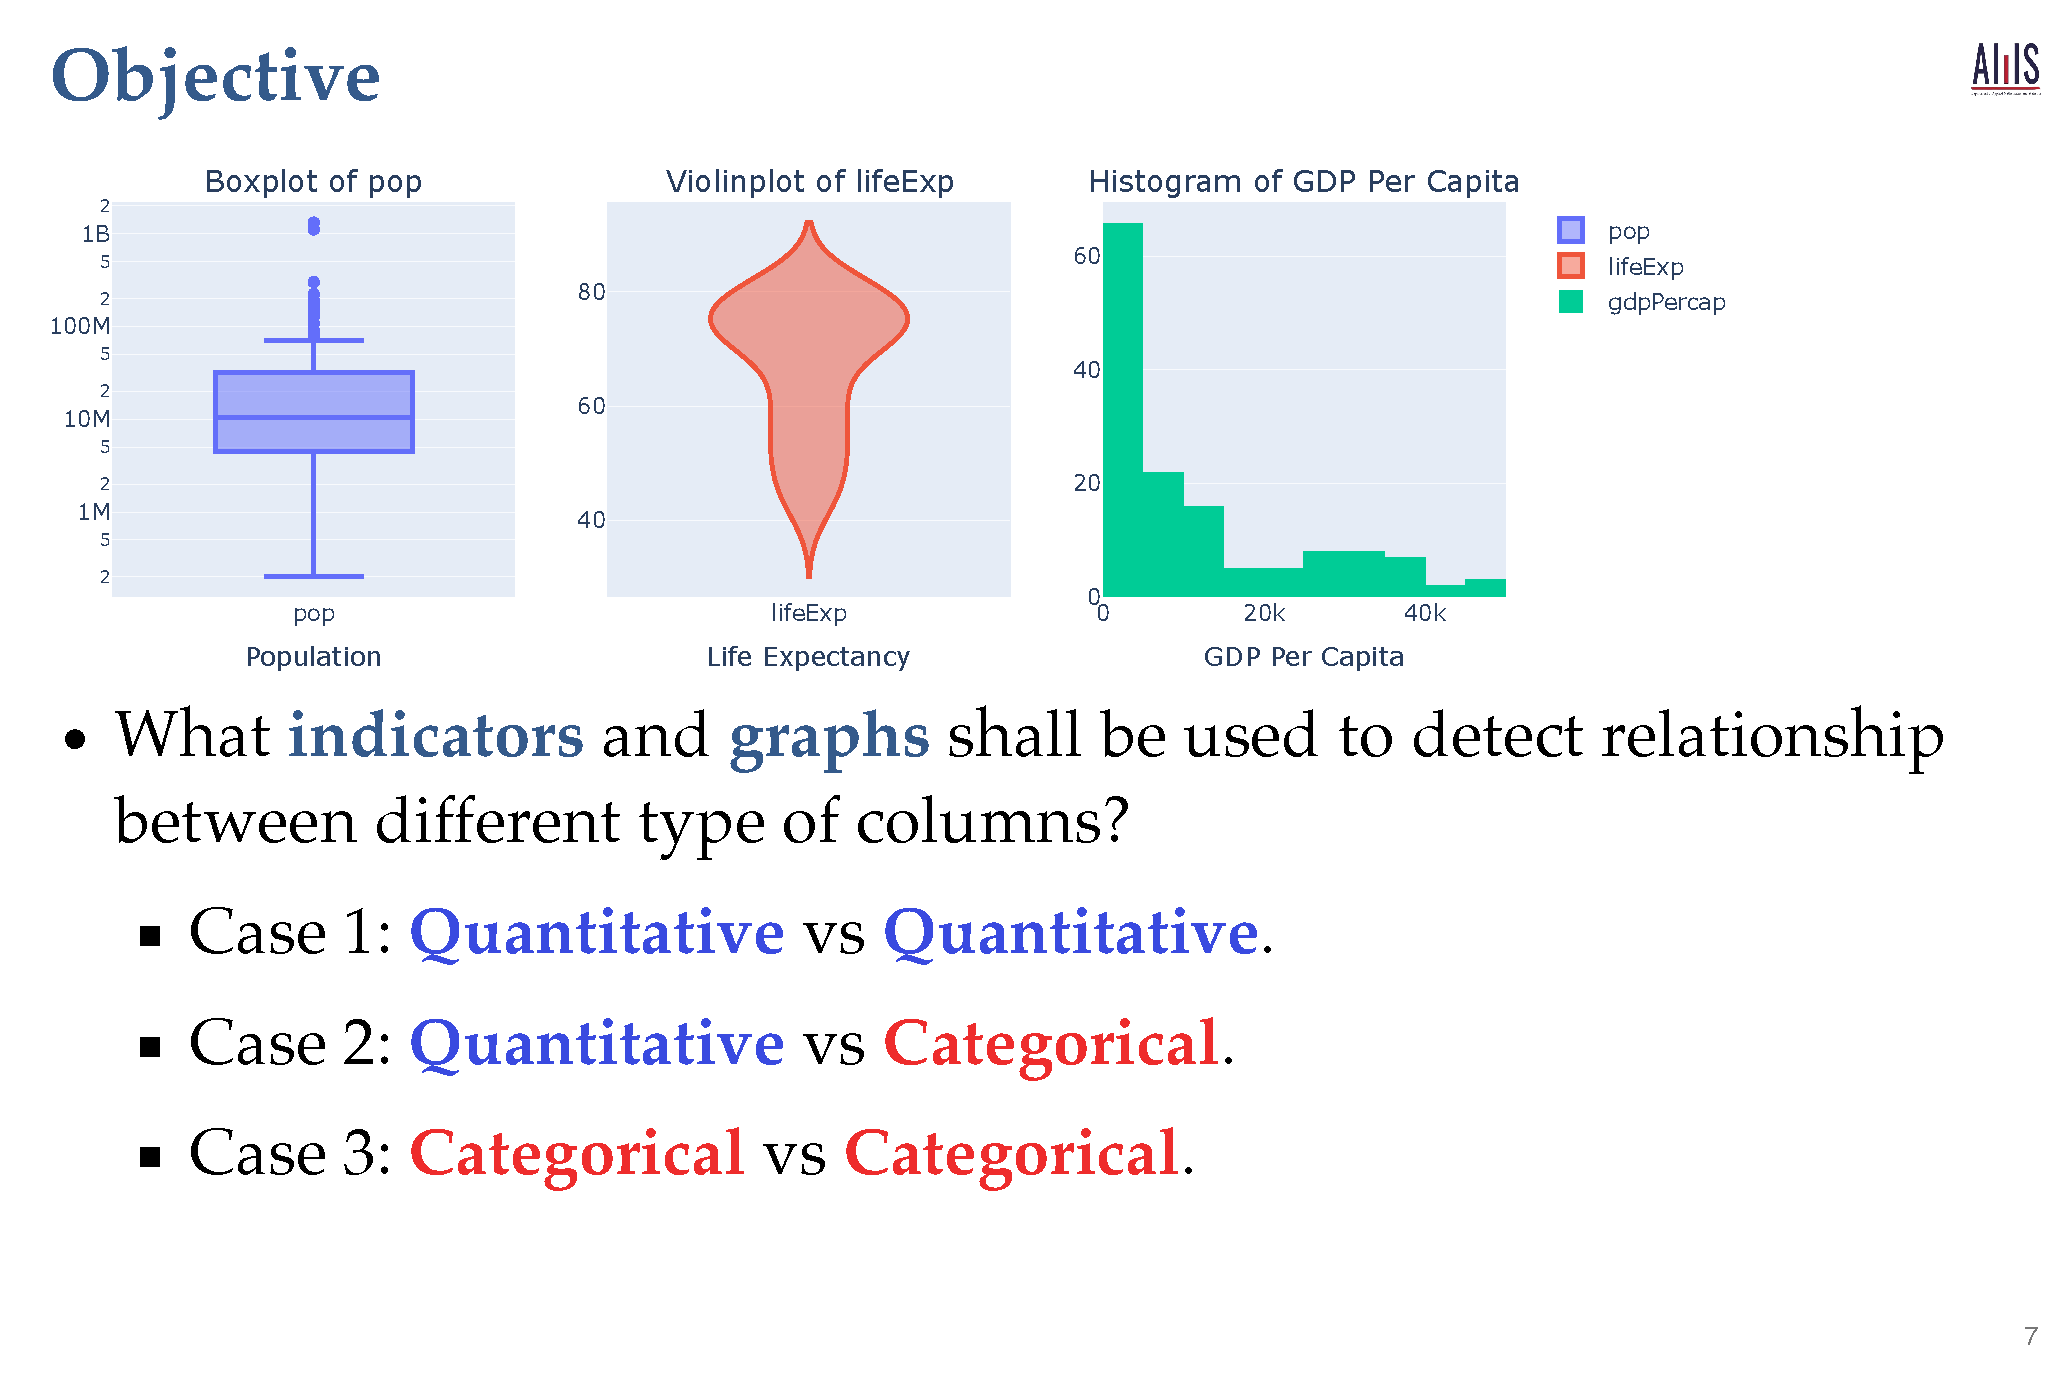 Objective
AMS
Boxplot of pop
Violinplot of lifeExp
Histogram of GDP Per Capita
2
1B
5
2
100M
5
2
10M
5
2
1M
5
2
pop
Population
80
60
40
lifeExp
Life Expectancy
60
40
20
0
0 20k 40k
GDP Per Capita
pop
lifeExp
gdpPercap
• What indicators and graphs shall be used to detect relationship
between different type of columns?
▪ Case 1: Quantitative vs Quantitative.
▪ Case 2: Quantitative vs Categorical.
▪ Case 3: Categorical vs Categorical.
7